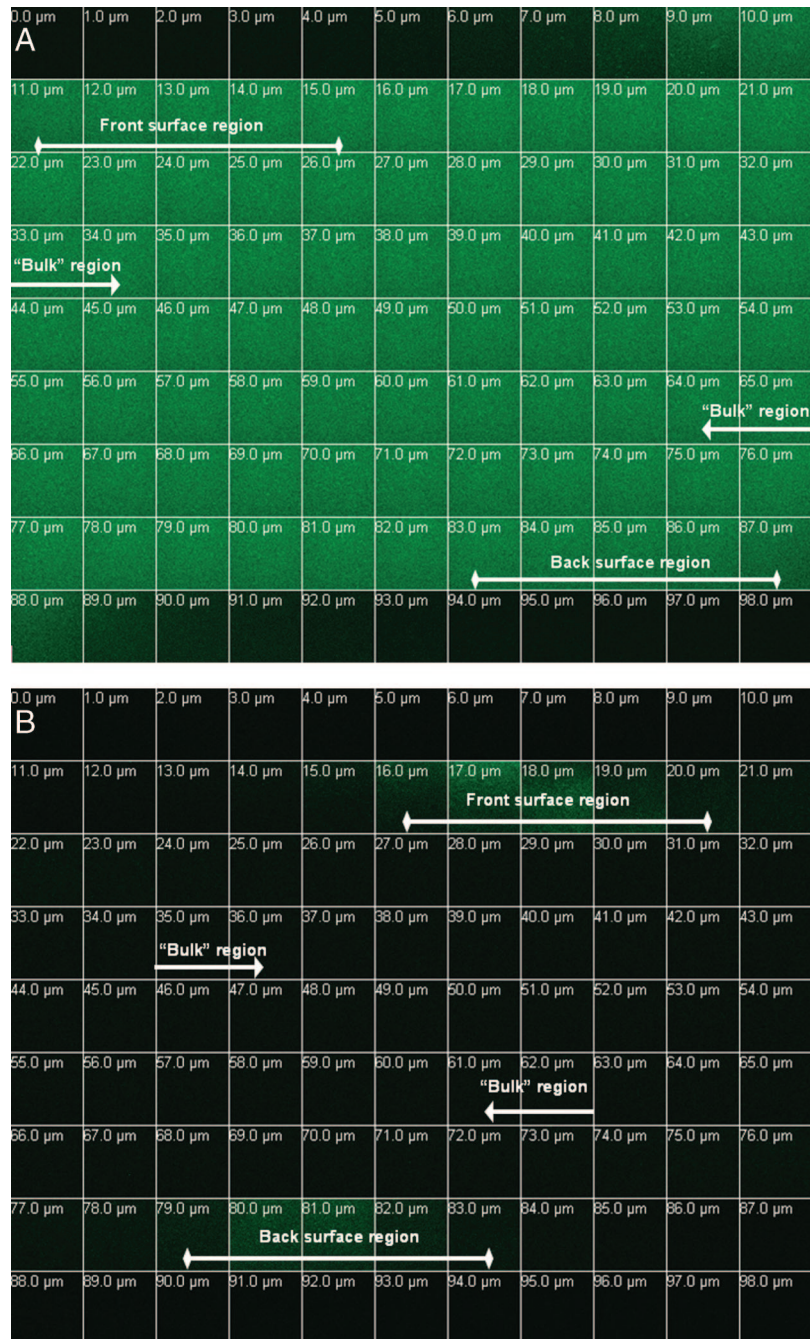 0.0 µm 1.0 µm 2.0 µm 3.0 µm 4.0 µm 5.0 µm 6.0 µm 7.0 µm 8.0 µm 9.0 µm 10.0 µm
A
11.0 µm 12.0 µm 13.0 µm 14.0 µm 15.0 µm 16.0 µm 17.0 µm 18.0 µm 19.0 µm 20.0 µm 21.0 µm
Front surface region
22.0 µm 23.0 µm 24.0 µm 25.0 µm 26.0 µm 27.0 µm 28.0 µm 29.0 µm 30.0 µm 31.0 µm 32.0 µm
33.0 µm 34.0 µm 35.0 µm 36.0 µm 37.0 µm 38.0 µm 39.0 µm 40.0 µm 41.0 µm 42.0 µm 43.0 µm
“Bulk” region
44.0 µm 45.0 µm 46.0 µm 47.0 µm 48.0 µm 49.0 µm 50.0 µm 51.0 µm 52.0 µm 53.0 µm 54.0 µm
55.0 µm 56.0 µm 57.0 µm 58.0 µm 59.0 µm 60.0 µm 61.0 µm 62.0 µm 63.0 µm 64.0 µm 65.0 µm
“Bulk” region
66.0 µm 67.0 µm 68.0 µm 69.0 µm 70.0 µm 71.0 µm 72.0 µm 73.0 µm 74.0 µm 75.0 µm 76.0 µm
77.0 µm 78.0 µm 79.0 µm 80.0 µm 81.0 µm 82.0 µm 83.0 µm 84.0 µm 85.0 µm 86.0 µm 87.0 µm
Back surface region
88.0 µm 89.0 µm 90.0 µm 91.0 µm 92.0 µm 93.0 µm 94.0 µm 95.0 µm 96.0 µm 97.0 µm 98.0 µm
0.0 µm 1.0 µm 2.0 µm 3.0 µm 4.0 µm 5.0 µm 6.0 µm 7.0 µm 8.0 µm 9.0 µm 10.0 µm
B
11.0 µm 12.0 µm 13.0 µm 14.0 µm 15.0 µm 16.0 µm 17.0 µm 18.0 µm 19.0 µm 20.0 µm 21.0 µm
Front surface region
22.0 µm 23.0 µm 24.0 µm 25.0 µm 26.0 µm 27.0 µm 28.0 µm 29.0 µm 30.0 µm 31.0 µm 32.0 µm
33.0 µm 34.0 µm 35.0 µm 36.0 µm 37.0 µm 38.0 µm 39.0 µm 40.0 µm 41.0 µm 42.0 µm 43.0 µm
“Bulk” region
44.0 µm 45.0 µm 46.0 µm 47.0 µm 48.0 µm 49.0 µm 50.0 µm 51.0 µm 52.0 µm 53.0 µm 54.0 µm
55.0 µm 56.0 µm 57.0 µm 58.0 µm 59.0 µm 60.0 µm 61.0 µm 62.0 µm 63.0 µm 64.0 µm 65.0 µm
“Bulk” region
66.0 µm 67.0 µm 68.0 µm 69.0 µm 70.0 µm 71.0 µm 72.0 µm 73.0 µm 74.0 µm 75.0 µm 76.0 µm
77.0 µm 78.0 µm 79.0 µm 80.0 µm 81.0 µm 82.0 µm 83.0 µm 84.0 µm 85.0 µm 86.0 µm 87.0 µm
Back surface region
88.0 µm 89.0 µm 90.0 µm 91.0 µm 92.0 µm 93.0 µm 94.0 µm 95.0 µm 96.0 µm 97.0 µm 98.0 µm